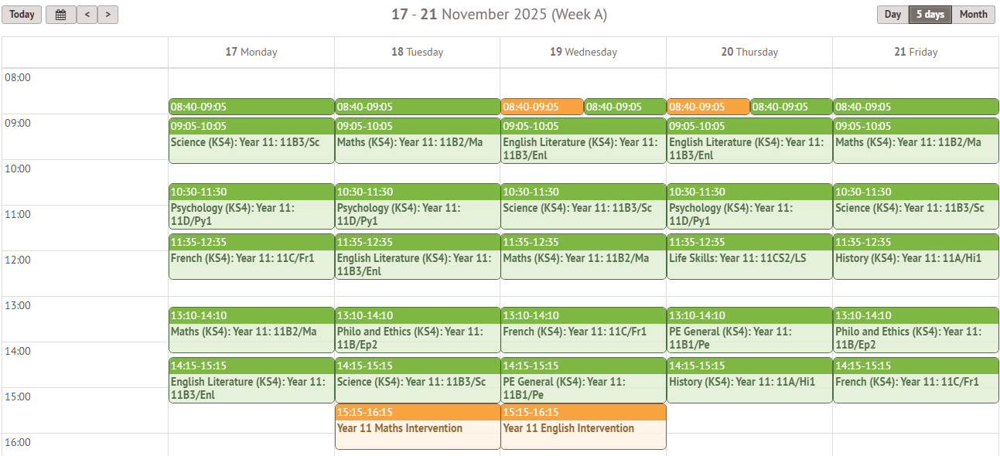 Today < > 17 - 21 November 2025 (Week A) Day 5 days Month
17 Monday 18 Tuesday 19 Wednesday 20 Thursday 21 Friday
08:00
08:40-09:05 08:40-09:05 08:40-09:05 08:40-09:05 08:40-09:05 08:40-09:05 08:40-09:05
09:00
09:05-10:05 09:05-10:05 09:05-10:05 09:05-10:05 09:05-10:05
Science (KS4): Year 11: 11B3/Sc Maths (KS4): Year 11: 11B2/Ma English Literature (KS4): Year 11: English Literature (KS4): Year 11: Maths (KS4): Year 11: 11B2/Ma
11B3/Enl 11B3/Enl
10:00
10:30-11:30 10:30-11:30 10:30-11:30 10:30-11:30 10:30-11:30
Psychology (KS4): Year 11: Psychology (KS4): Year 11: Science (KS4): Year 11: 11B3/Sc Psychology (KS4): Year 11: Science (KS4): Year 11: 11B3/Sc
11:00
11D/Py1 11D/Py1 11D/Py1
11:35-12:35 11:35-12:35 11:35-12:35 11:35-12:35 11:35-12:35
French (KS4): Year 11: 11C/Fr1 English Literature (KS4): Year 11: Maths (KS4): Year 11: 11B2/Ma Life Skills: Year 11: 11CS2/LS History (KS4): Year 11: 11A/Hi1
12:00
11B3/Enl
13:00
13:10-14:10 13:10-14:10 13:10-14:10 13:10-14:10 13:10-14:10
Maths (KS4): Year 11: 11B2/Ma Philo and Ethics (KS4): Year 11: French (KS4): Year 11: 11C/Fr1 PE General (KS4): Year 11: Philo and Ethics (KS4): Year 11:
11B/Ep2 11B1/Pe 11B/Ep2
14:00
14:15-15:15 14:15-15:15 14:15-15:15 14:15-15:15 14:15-15:15
English Literature (KS4): Year 11: Science (KS4): Year 11: 11B3/Sc PE General (KS4): Year 11: History (KS4): Year 11: 11A/Hi1 French (KS4): Year 11: 11C/Fr1
11B3/Enl 11B1/Pe
15:00
15:15-16:15 15:15-16:15
Year 11 Maths Intervention Year 11 English Intervention
16:00